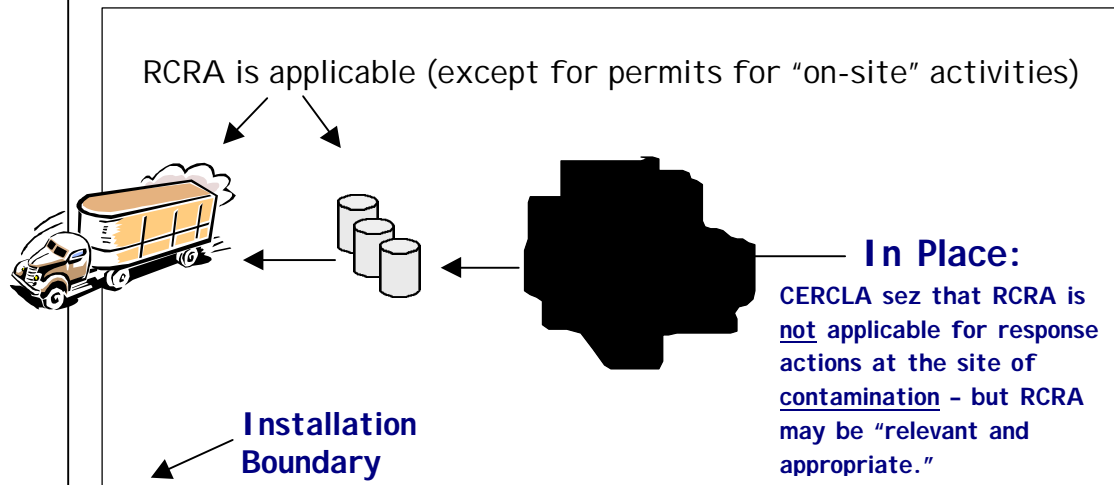 RCRA is applicable (except for permits for “on-site” activities)
In Place:
CERCLA sez that RCRA is
not applicable for response
actions at the site of
contamination – but RCRA
may be “relevant and
appropriate.”
Installation
Boundary